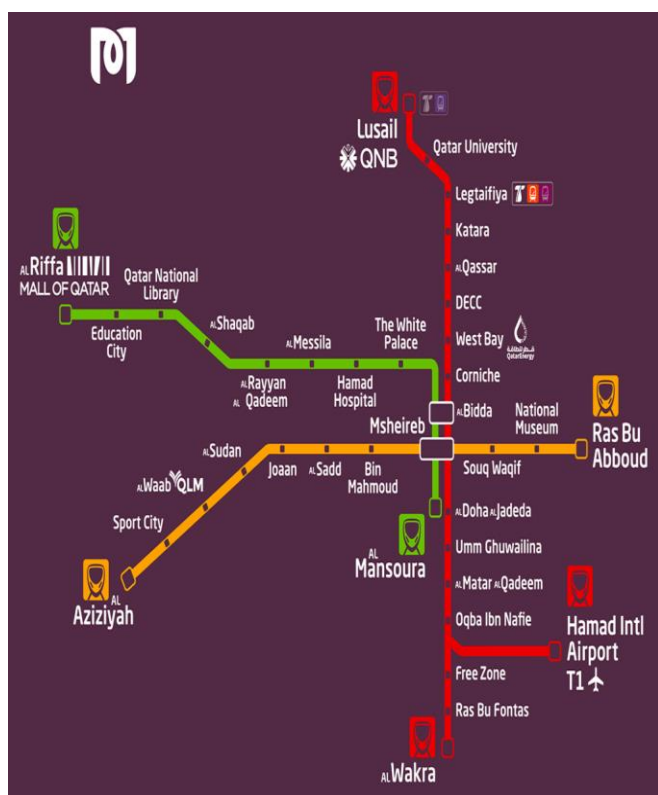 Lusail
QNB
Qatar University
Legtaifiya
Katara
AL Qassar
DECC
West Bay
قطر للطاقة
QatarEnergy
Corniche
AL Bidda
Msheireb
AL Riffa
MALL OF QATAR
Education
City
Qatar National
Library
AL Shaqab
AL Rayyan
AL Qadeem
AL Messila
Hamad
Hospital
The White
Palace
AL
Mansoura
National
Museum
Souq Waqif
Ras Bu
Abboud
AL Sudan
Joaan
AL Sadd
Bin
Mahmoud
AL Waab QLM
Sport City
AL
Aziziyah
AL Doha AL Jadeda
Umm Ghuwailina
AL Matar AL Qadeem
Oqba Ibn Nafie
Hamad Intl
Airport
T1
Free Zone
Ras Bu Fontas
AL Wakra